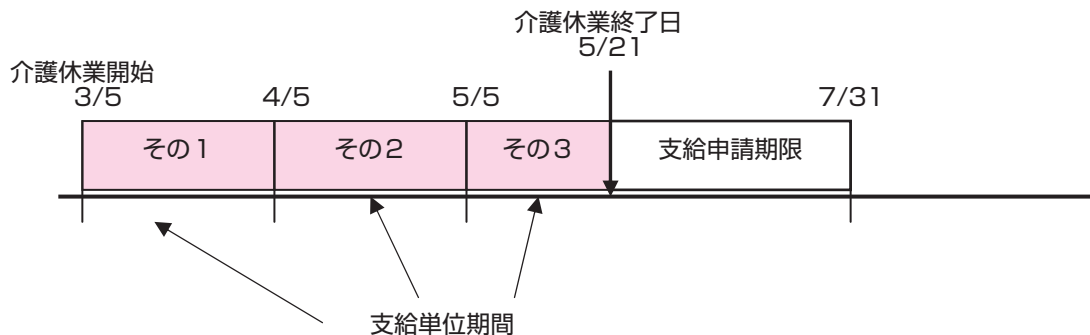 介護休業終了日
5/21
介護休業開始
3/5 4/5 5/5 7/31
その1 その2 その3 支給申請期限
支給単位期間